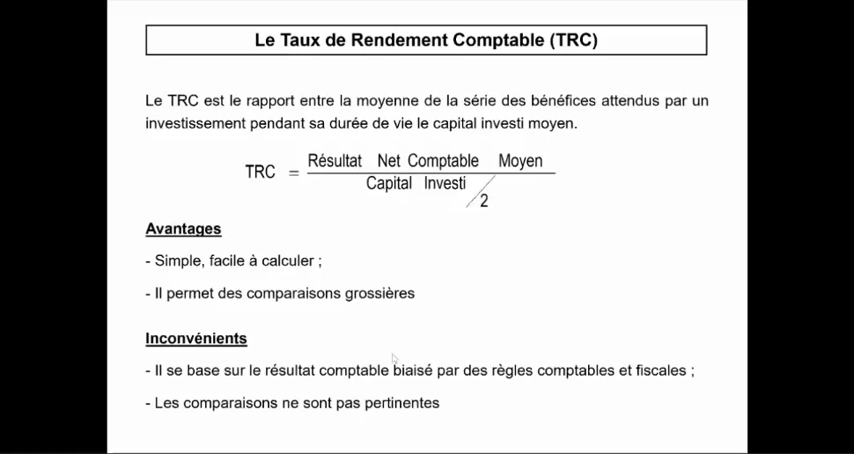 Le Taux de Rendement Comptable (TRC)
Le TRC est le rapport entre la moyenne de la série des bénéfices attendus par un
investissement pendant sa durée de vie le capital investi moyen.
TRC = Résultat Net Comptable Moyen
Capital Investi / 2
Avantages
- Simple, facile à calculer ;
- Il permet des comparaisons grossières
Inconvénients
- Il se base sur le résultat comptable biaisé par des règles comptables et fiscales ;
- Les comparaisons ne sont pas pertinentes